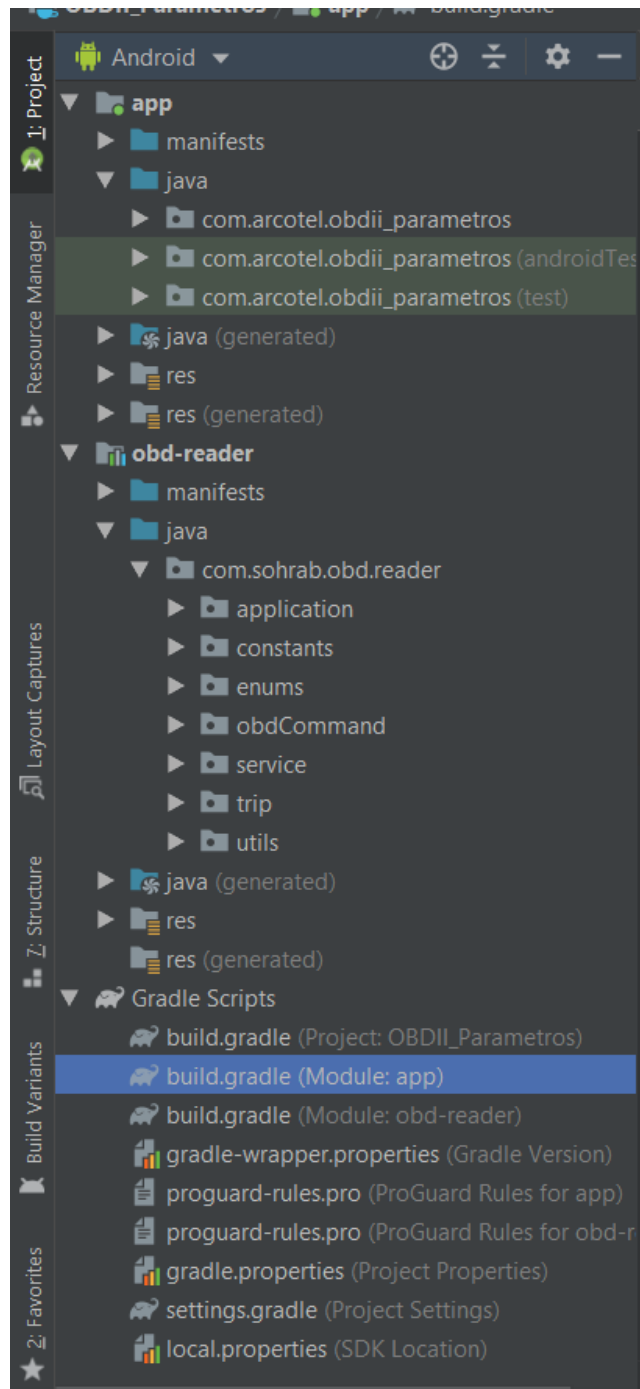 OBDII_Parametros / app / build.gradle
Android
app
manifests
java
com.arcotel.obdii_parametros
com.arcotel.obdii_parametros (androidTes
com.arcotel.obdii_parametros (test)
java (generated)
res
res (generated)
obd-reader
manifests
java
com.sohrab.obd.reader
application
constants
enums
obdCommand
service
trip
utils
java (generated)
res
res (generated)
Gradle Scripts
build.gradle (Project: OBDII_Parametros)
build.gradle (Module: app)
build.gradle (Module: obd-reader)
gradle-wrapper.properties (Gradle Version)
proguard-rules.pro (ProGuard Rules for app)
proguard-rules.pro (ProGuard Rules for obd-r
gradle.properties (Project Properties)
settings.gradle (Project Settings)
local.properties (SDK Location)
1: Project
Resource Manager
Layout Captures
7: Structure
Build Variants
2: Favorites